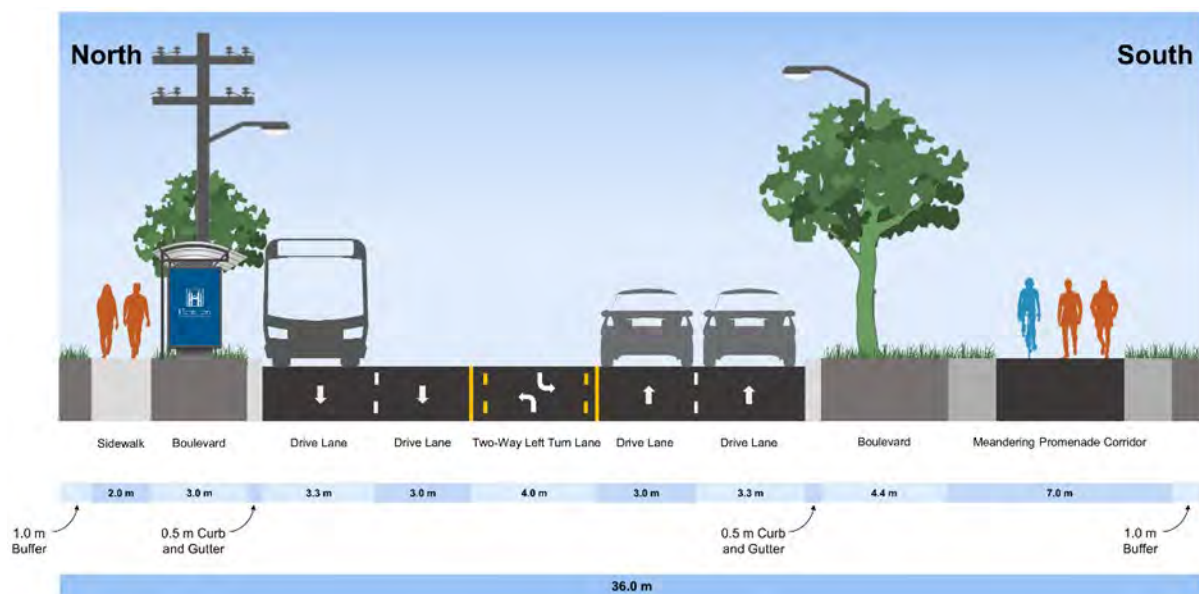 North
South
Sidewalk
Boulevard
Drive Lane
Drive Lane
Two-Way Left Turn Lane
Drive Lane
Drive Lane
Boulevard
Meandering Promenade Corridor
2.0 m
3.0 m
3.3 m
3.0 m
4.0 m
3.0 m
3.3 m
4.4 m
7.0 m
1.0 m
Buffer
0.5 m Curb
and Gutter
0.5 m Curb
and Gutter
1.0 m
Buffer
36.0 m